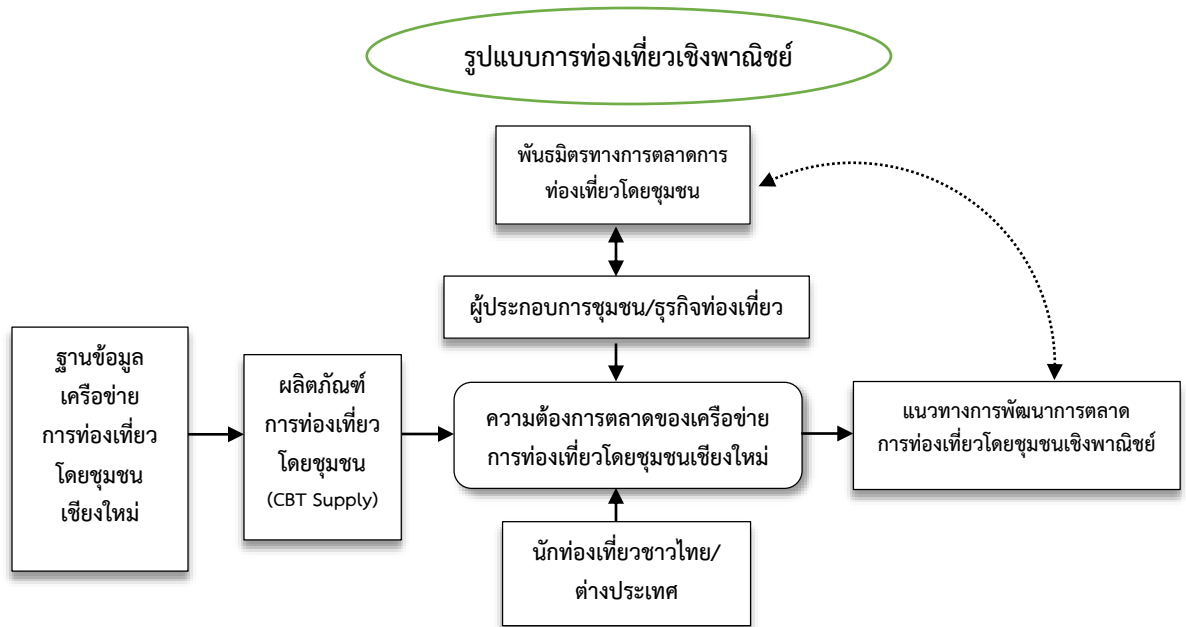 รูปแบบการท่องเที่ยวเชิงพาณิชย์
พันธมิตรทางการตลาดการ
ท่องเที่ยวโดยชุมชน
ผู้ประกอบการชุมชน/ธุรกิจท่องเที่ยว
ฐานข้อมูล
เครือข่าย
การท่องเที่ยว
โดยชุมชน
เชียงใหม่
ผลิตภัณฑ์
การท่องเที่ยว
โดยชุมชน
(CBT Supply)
ความต้องการตลาดของเครือข่าย
การท่องเที่ยวโดยชุมชนเชียงใหม่
แนวทางการพัฒนาการตลาด
การท่องเที่ยวโดยชุมชนเชิงพาณิชย์
นักท่องเที่ยวชาวไทย/
ต่างประเทศ